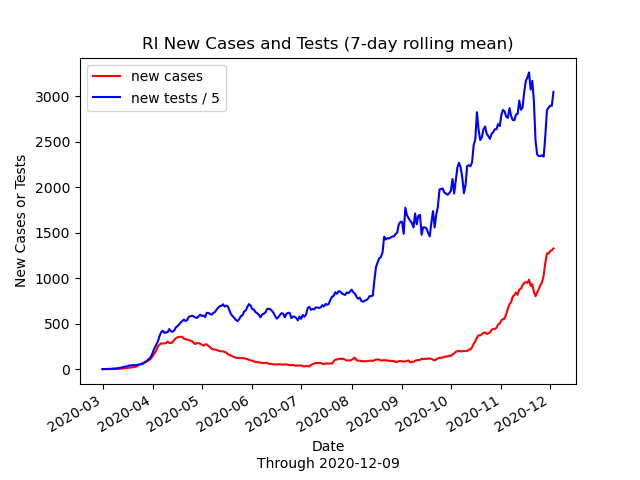 RI New Cases and Tests (7-day rolling mean)
new cases
new tests / 5
New Cases or Tests
3000
2500
2000
1500
1000
500
0
2020-03
2020-04
2020-05
2020-06
2020-07
2020-08
2020-09
2020-10
2020-11
2020-12
Date
Through 2020-12-09